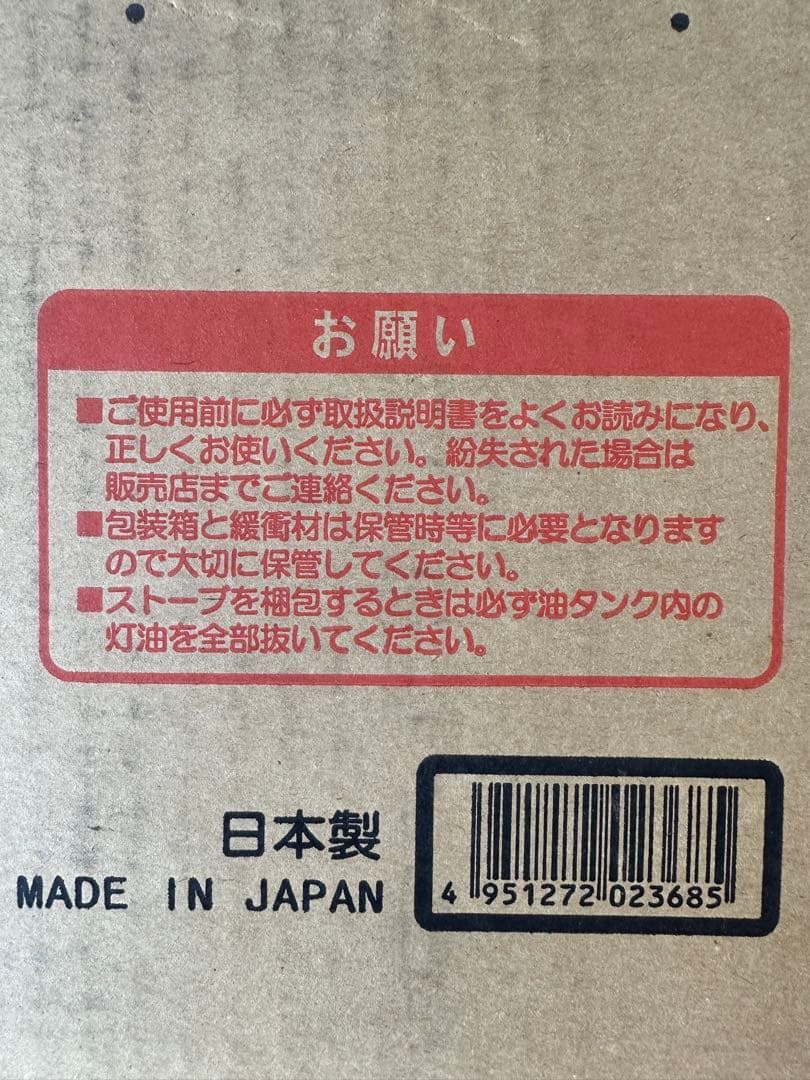 お願い
■ご使用前に必ず取扱説明書をよくお読みになり、
正しくお使いください。紛失された場合は
販売店までご連絡ください。
■包装箱と緩衝材は保管時等に必要となります
ので大切に保管してください。
■ストーブを梱包するときは必ず油タンク内の
灯油を全部抜いてください。
日本製
MADE IN JAPAN
4 951272 023685